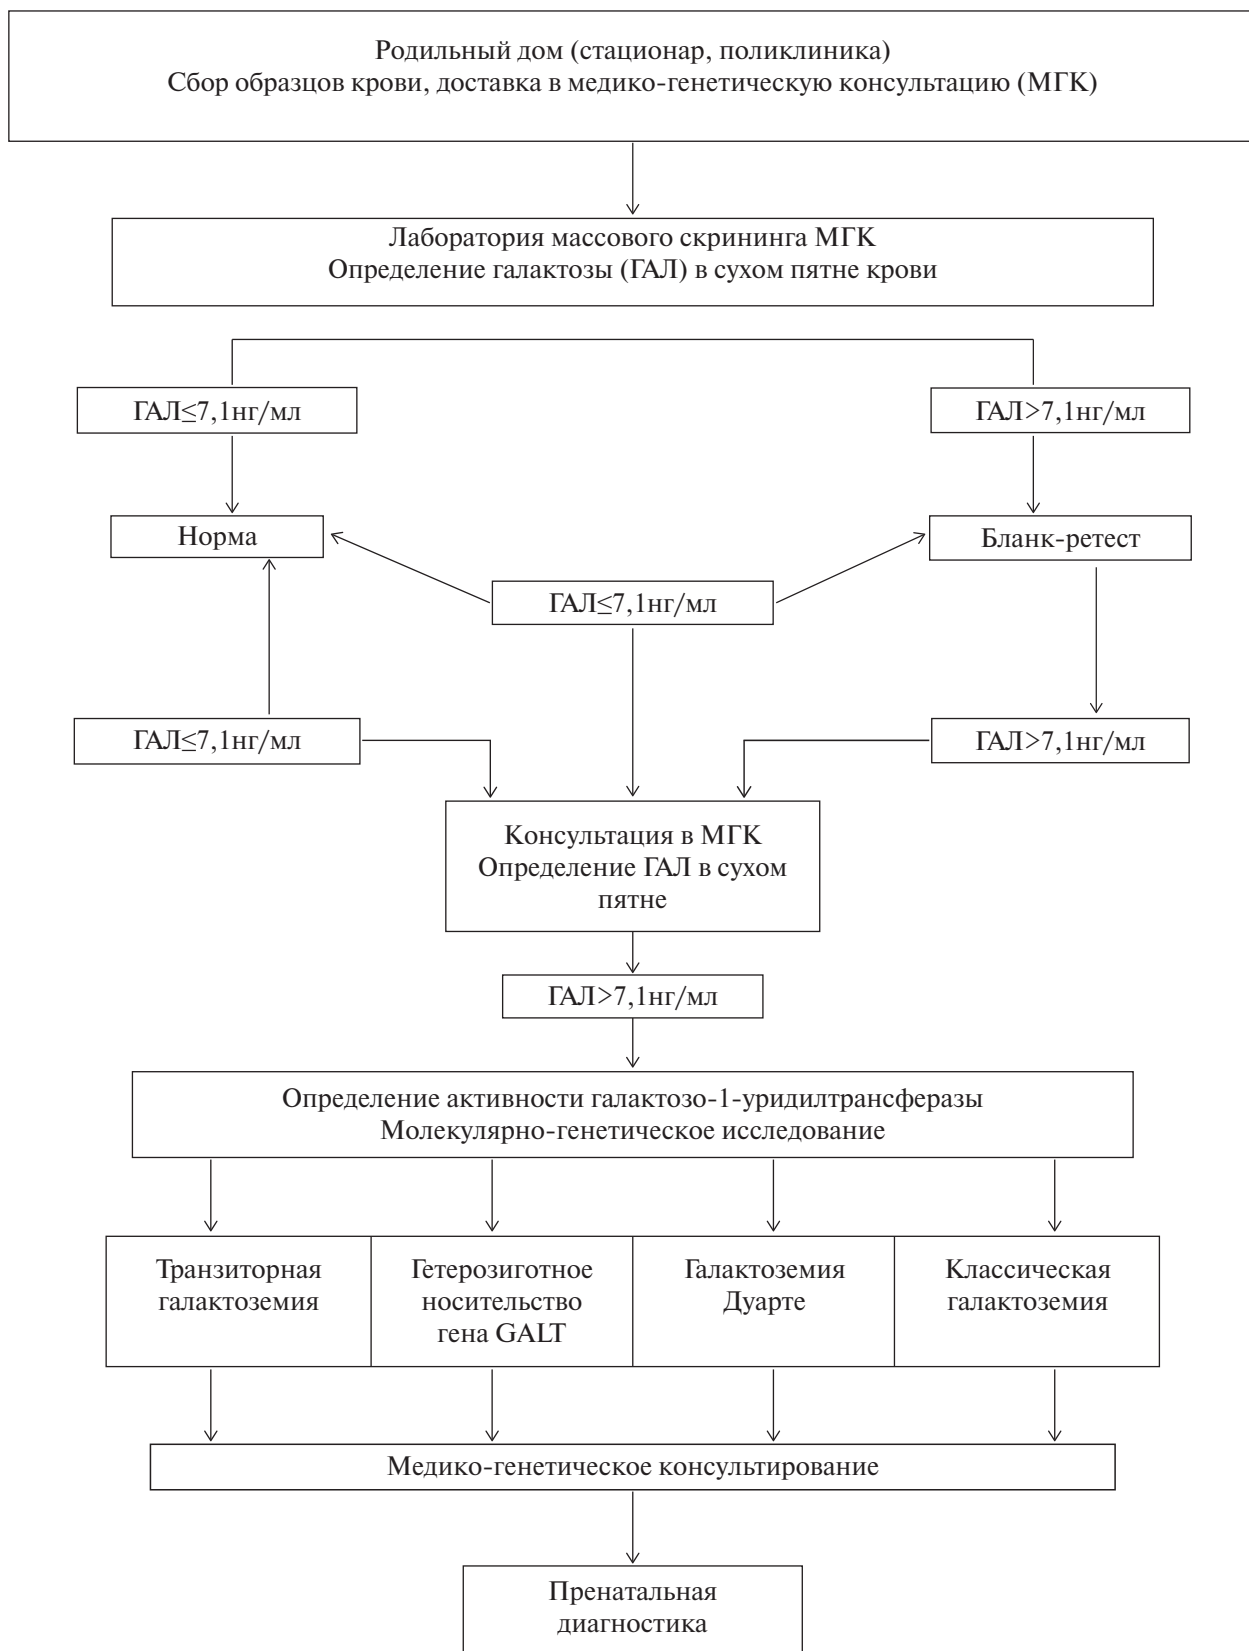 Родильный дом (стационар, поликлиника)
Сбор образцов крови, доставка в медико-генетическую консультацию (МГК)
Лаборатория массового скрининга МГК
Определение галактозы (ГАЛ) в сухом пятне крови
ГАЛ≤7,1нг/мл
ГАЛ>7,1нг/мл
Норма
Бланк-ретест
ГАЛ≤7,1нг/мл
ГАЛ≤7,1нг/мл
ГАЛ>7,1нг/мл
Консультация в МГК
Определение ГАЛ в сухом
пятне
ГАЛ>7,1нг/мл
Определение активности галактозо-1-уридилтрансферазы
Молекулярно-генетическое исследование
Транзиторная
галактоземия
Гетерозиготное
носительство
гена GALT
Галактоземия
Дуарте
Классическая
галактоземия
Медико-генетическое консультирование
Пренатальная
диагностика